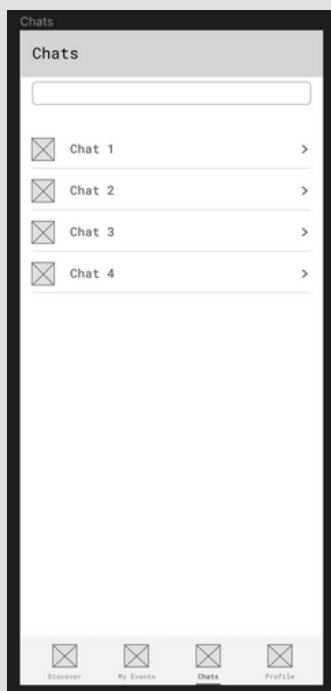 Chats
Chats
Chat 1 >
Chat 2 >
Chat 3 >
Chat 4 >
Discover My Events Chats Profile